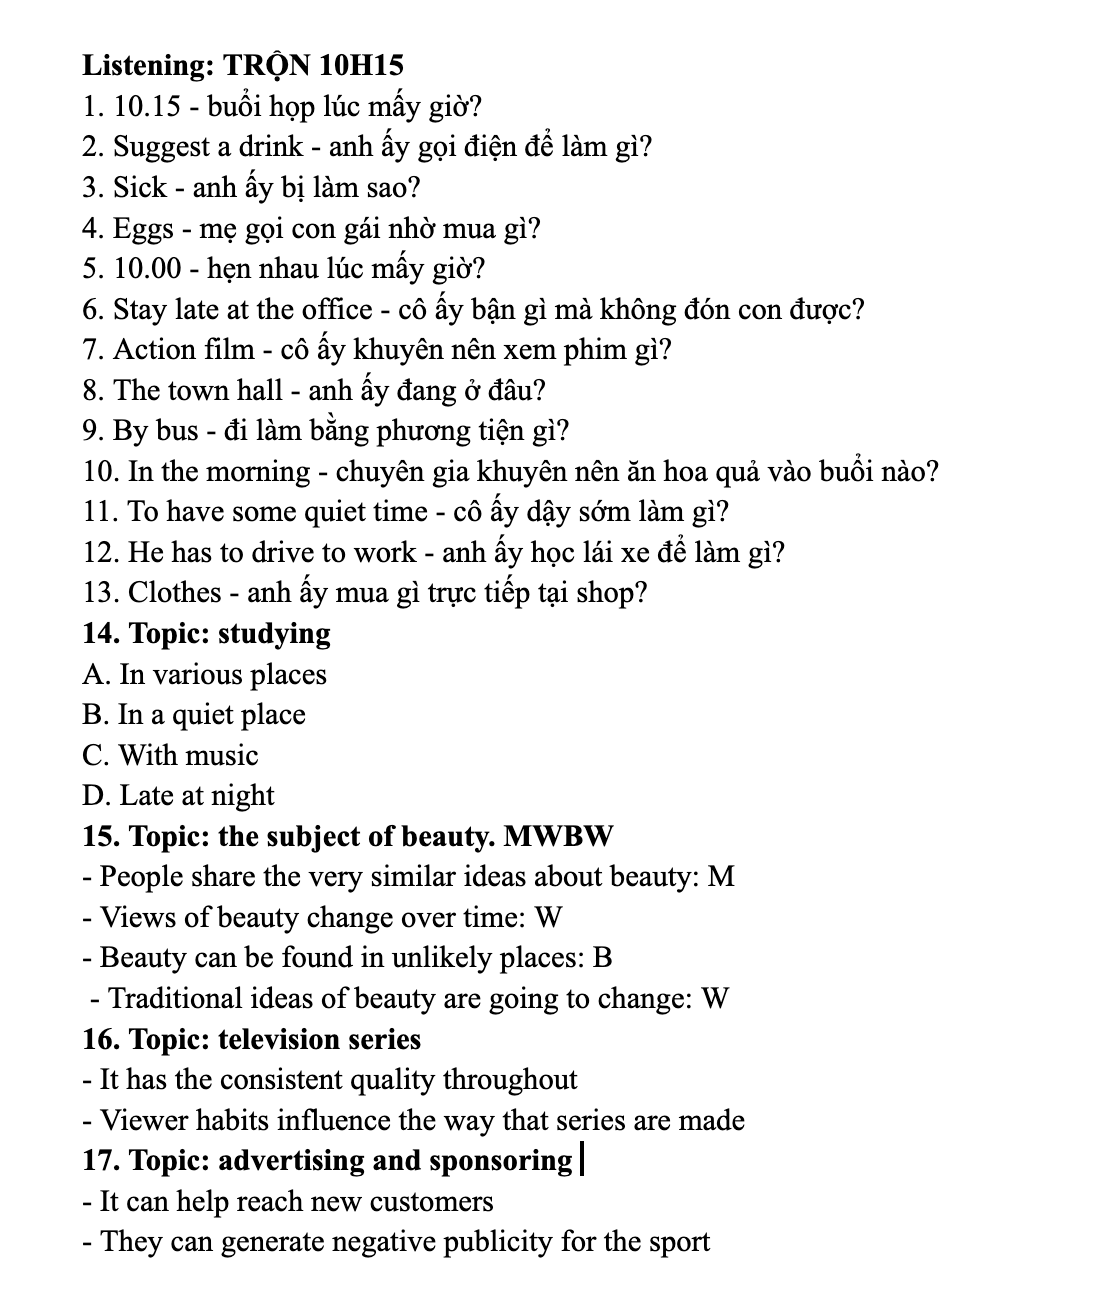 Listening: TRỘN 10H15
1. 10.15 - buổi họp lúc mấy giờ?
2. Suggest a drink - anh ấy gọi điện để làm gì?
3. Sick - anh ấy bị làm sao?
4. Eggs - mẹ gọi con gái nhờ mua gì?
5. 10.00 - hẹn nhau lúc mấy giờ?
6. Stay late at the office - cô ấy bận gì mà không đón con được?
7. Action film - cô ấy khuyên nên xem phim gì?
8. The town hall - anh ấy đang ở đâu?
9. By bus - đi làm bằng phương tiện gì?
10. In the morning - chuyên gia khuyên nên ăn hoa quả vào buổi nào?
11. To have some quiet time - cô ấy dậy sớm làm gì?
12. He has to drive to work - anh ấy học lái xe để làm gì?
13. Clothes - anh ấy mua gì trực tiếp tại shop?
14. Topic: studying
A. In various places
B. In a quiet place
C. With music
D. Late at night
15. Topic: the subject of beauty. MWBW
- People share the very similar ideas about beauty: M
- Views of beauty change over time: W
- Beauty can be found in unlikely places: B
- Traditional ideas of beauty are going to change: W
16. Topic: television series
- It has the consistent quality throughout
- Viewer habits influence the way that series are made
17. Topic: advertising and sponsoring
- It can help reach new customers
- They can generate negative publicity for the sport